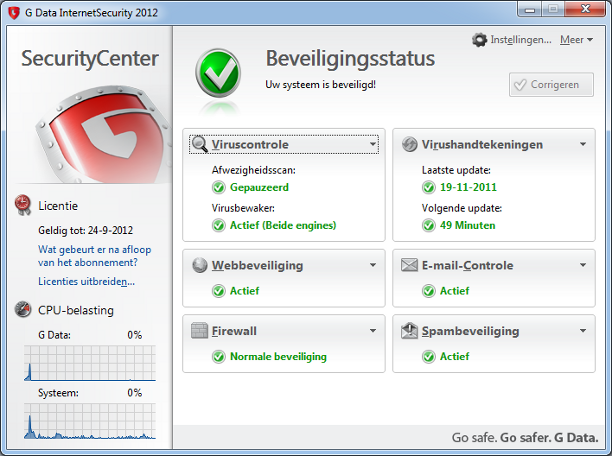 G Data InternetSecurity 2012
SecurityCenter
Licentie
Geldig tot: 24-9-2012
Wat gebeurt er na afloop
van het abonnement?
Licenties uitbreiden...
CPU-belasting
G Data: 0%
Systeem: 0%
Instellingen... Meer
Beveiligingsstatus
Uw systeem is beveiligd!
Corrigeren
Viruscontrole
Afwezigheidsscan:
Gepauzeerd
Virusbewaker:
Actief (Beide engines)
Virushandtekeningen
Laatste update:
19-11-2011
Volgende update:
49 Minuten
Webbeveiliging
Actief
E-mail-Controle
Actief
Firewall
Normale beveiliging
Spambeveiliging
Actief
Go safe. Go safer. G Data.